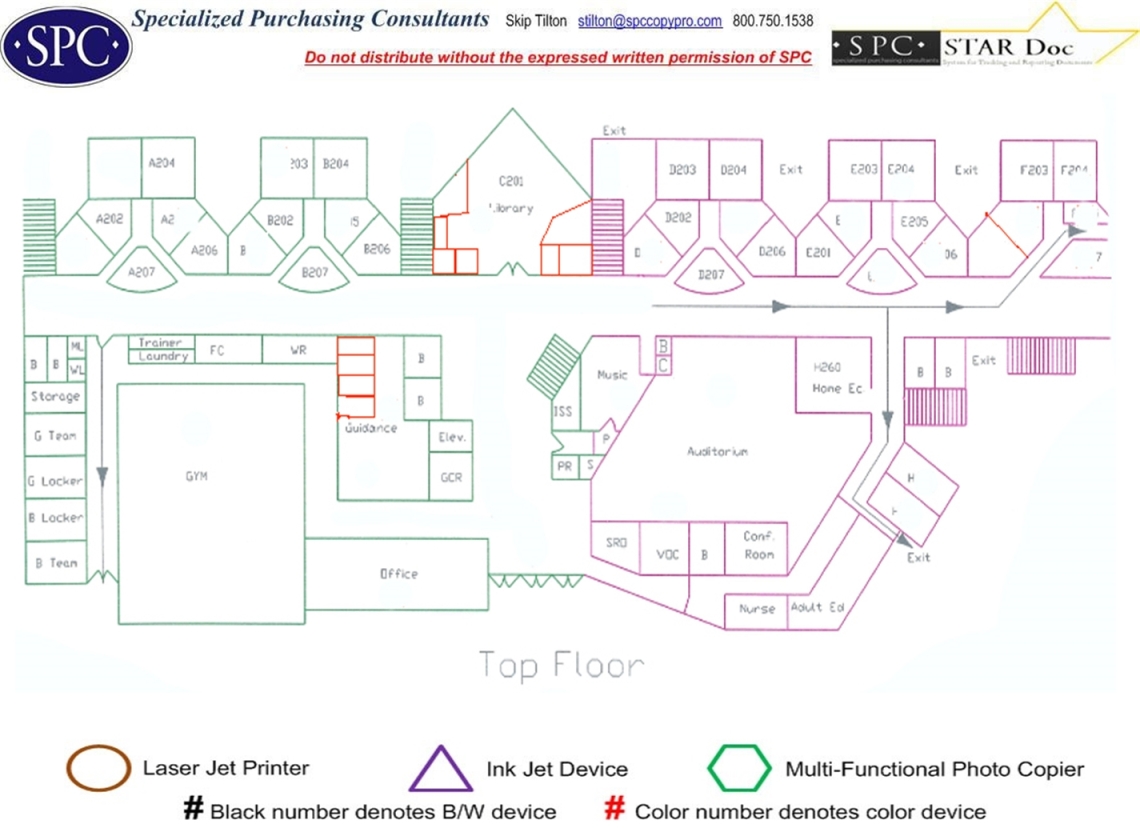 Specialized Purchasing Consultants Skip Tilton stilton@spccopypro.com 800.750.1538
·SPC·
Do not distribute without the expressed written permission of SPC
·SPC· STAR Doc
specialized purchasing consultants System for Tracking and Reporting Documents
Exit
A204 203 B204 D203 D204 Exit E203 E204 Exit F203 F204
C201
Library
A202 A2 B202 D202 E E205
A206 B B206 D D206 E201 06
A207 B207 D207 7
Trainer
Laundry
FC WR
B B ML
WL
B
B
Storage
G Team
G Locker
B Locker
B Team
GYM
Guidance
Elev.
GCR
Office
Music
B
C
ISS
P
PR S
H260
Hone Ec
B B
Exit
Auditorium
H
SRO VOC B Conf.
Room
Exit
Nurse Adult Ed
Top Floor
Laser Jet Printer Ink Jet Device Multi-Functional Photo Copier
# Black number denotes B/W device # Color number denotes color device